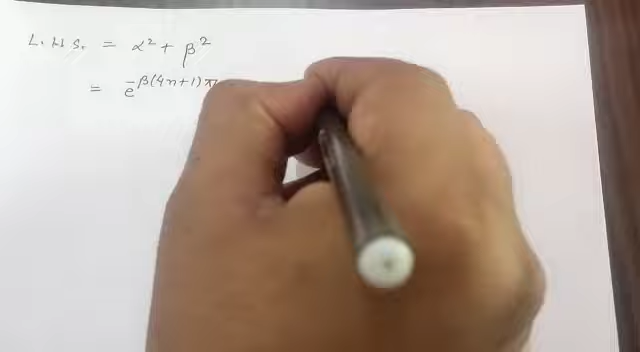 L.H.S. = α² + β²
= e^{-β(4n+1)π}